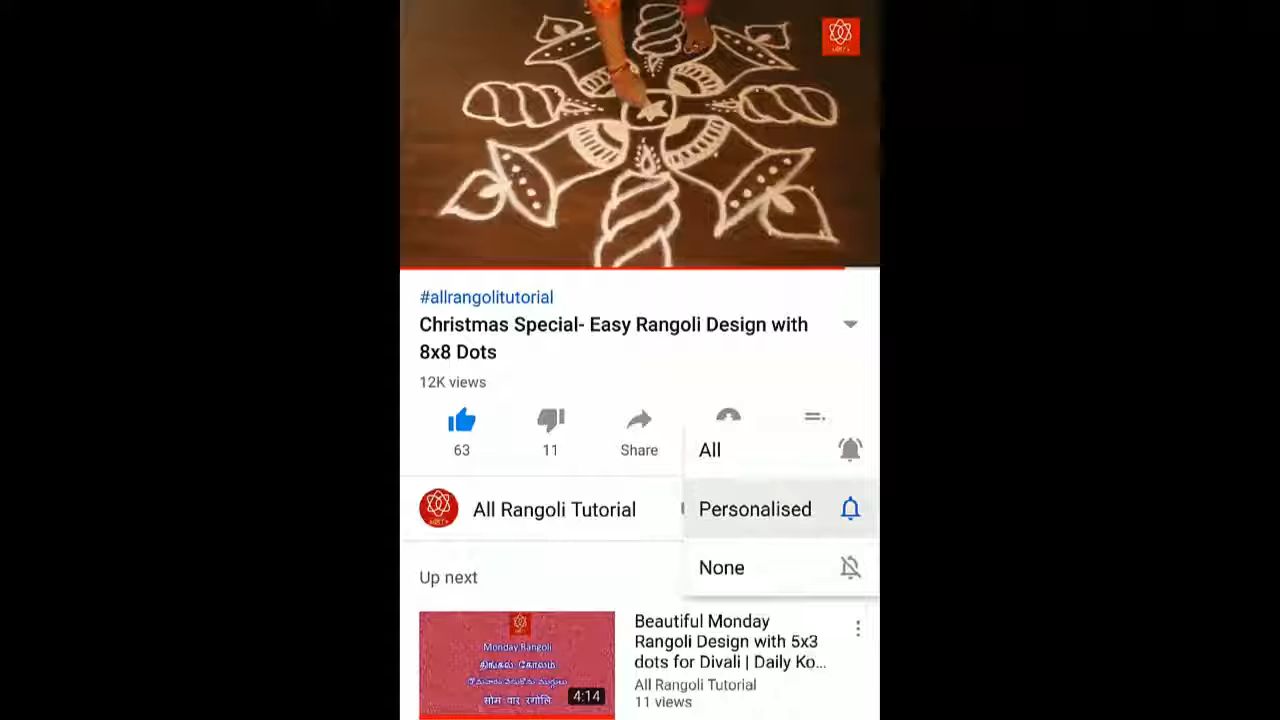 #allrangolitutorial
Christmas Special- Easy Rangoli Design with
8x8 Dots
12K views
63
11
Share
All
All Rangoli Tutorial
Personalised
None
Up next
Monday Rangoli
திங்கள் கோலம்
सोम वार रंगोलि
4:14
Beautiful Monday
Rangoli Design with 5x3
dots for Divali | Daily Ko...
All Rangoli Tutorial
11 views